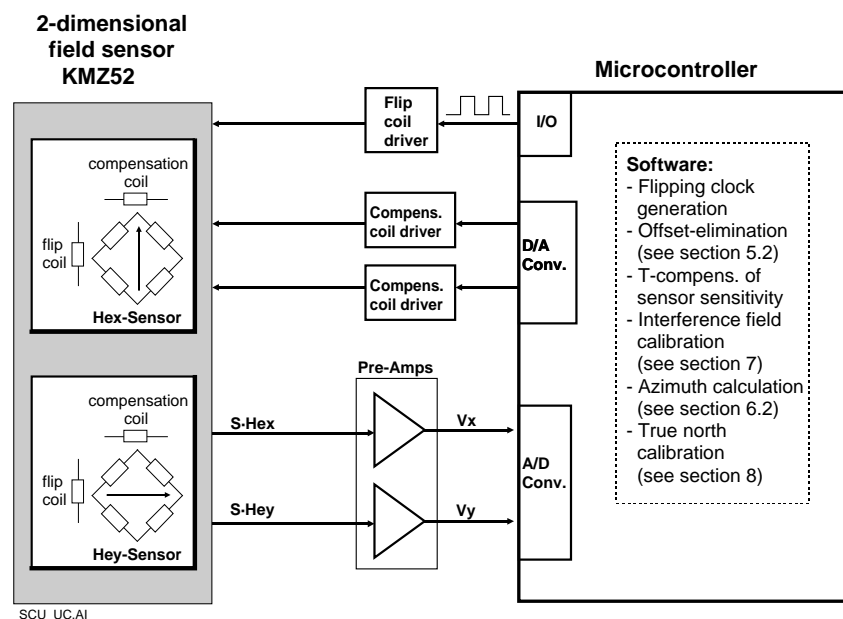 2-dimensional
field sensor
KMZ52
Microcontroller
Flip
coil
driver
I/O
compensation
coil
flip
coil
Hex-Sensor
Compens.
coil driver
Compens.
coil driver
D/A
Conv.
Software:
- Flipping clock
generation
- Offset-elimination
(see section 5.2)
- T-compens. of
sensor sensitivity
- Interference field
calibration
(see section 7)
- Azimuth calculation
(see section 6.2)
- True north
calibration
(see section 8)
Pre-Amps
compensation
coil
flip
coil
Hey-Sensor
S·Hex
Vx
S·Hey
Vy
A/D
Conv.
SCU_UC.AI